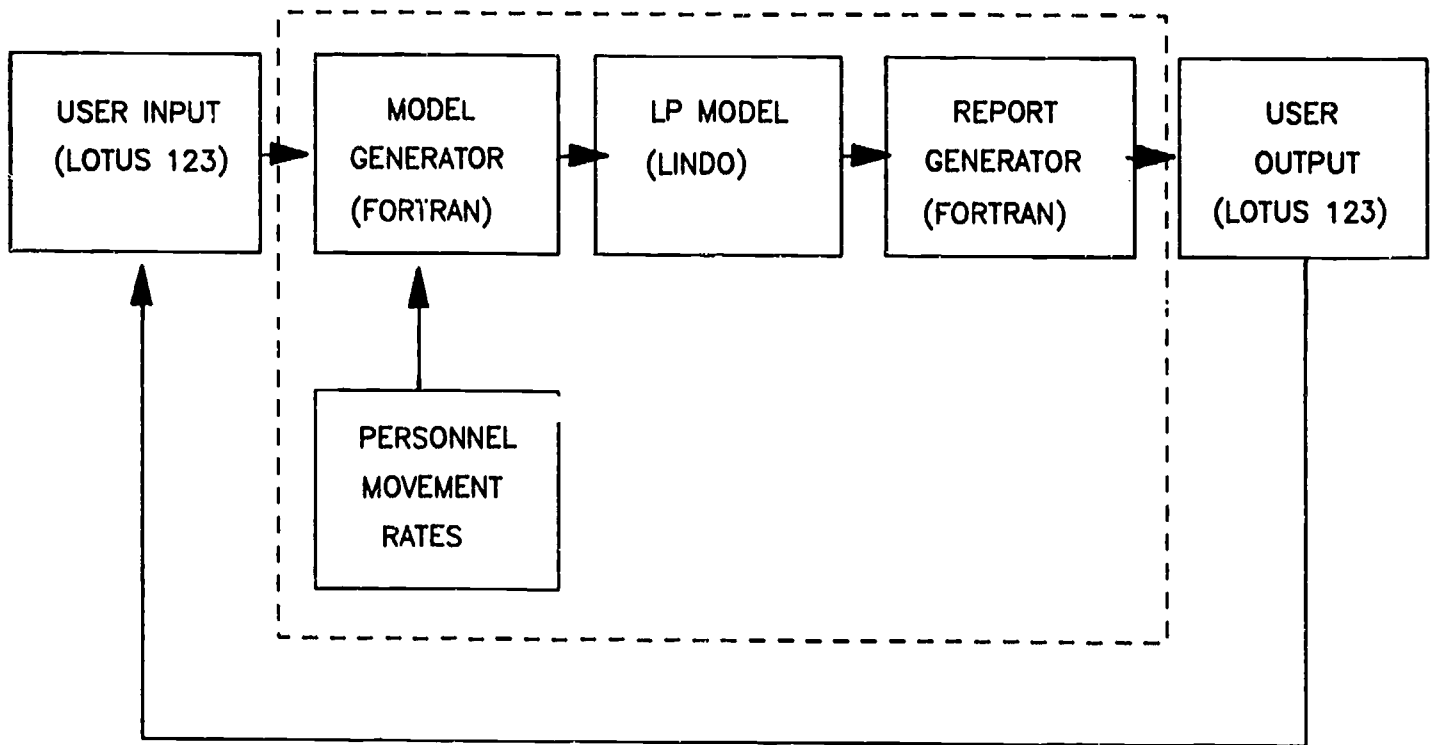 USER INPUT
(LOTUS 123)
MODEL
GENERATOR
(FORTRAN)
LP MODEL
(LINDO)
REPORT
GENERATOR
(FORTRAN)
USER
OUTPUT
(LOTUS 123)
PERSONNEL
MOVEMENT
RATES